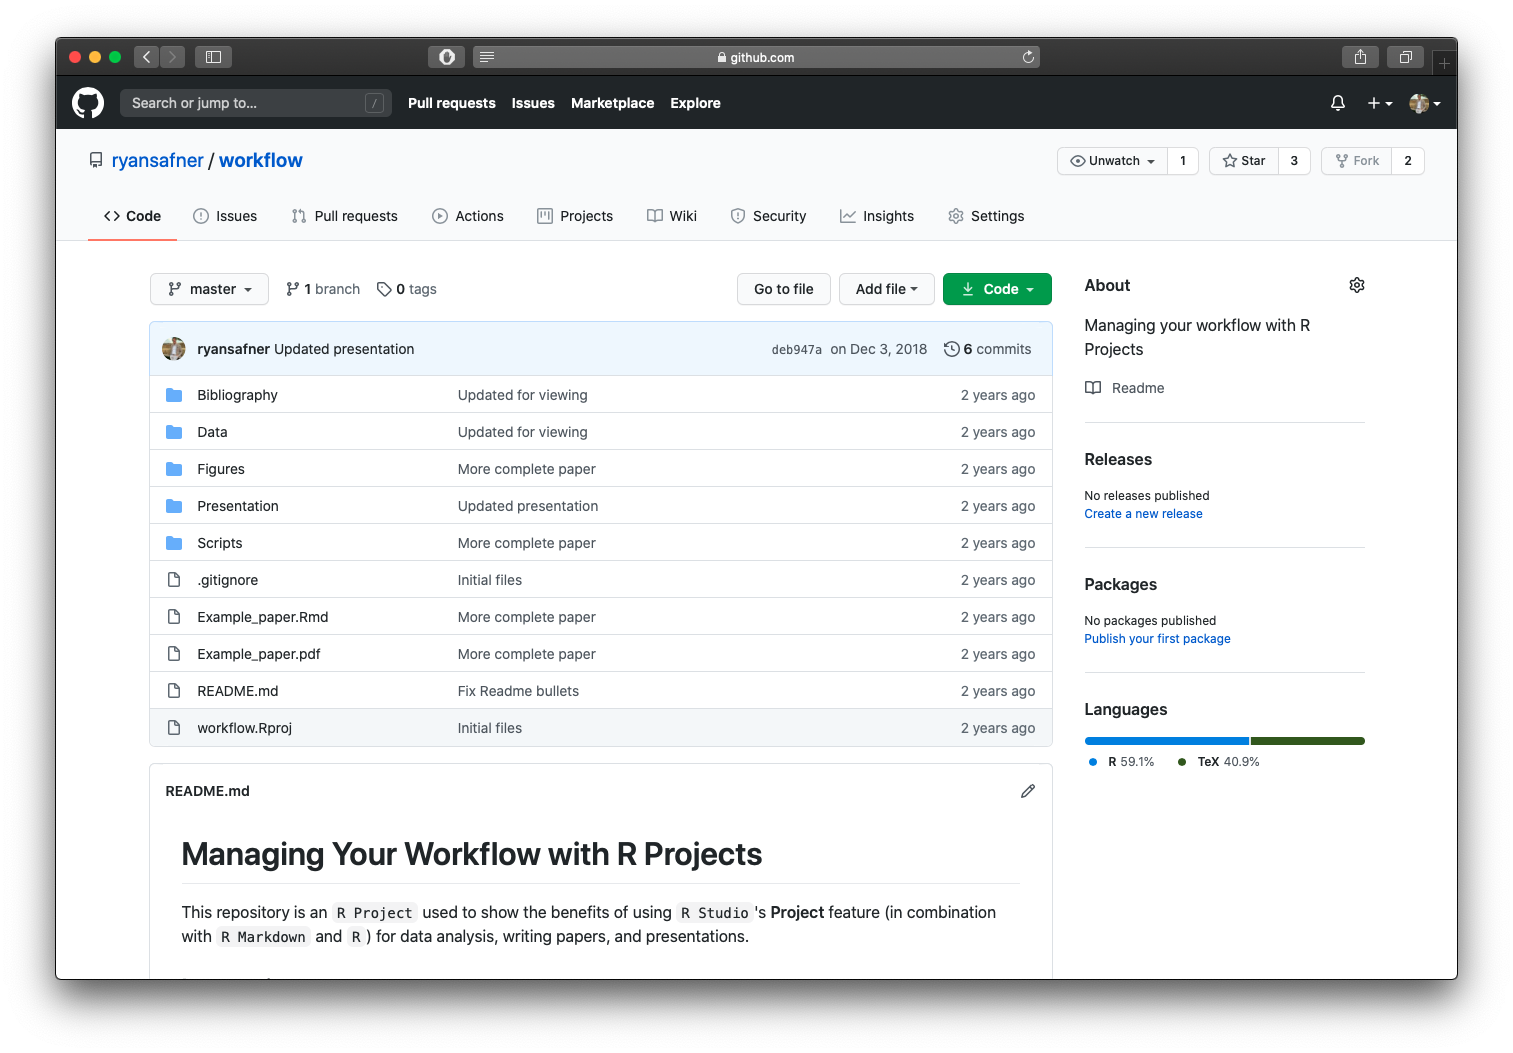 github.com
Search or jump to... /
Pull requests Issues Marketplace Explore
ryansafner / workflow
Unwatch 1 Star 3 Fork 2
Code Issues Pull requests Actions Projects Wiki Security Insights Settings
master 1 branch 0 tags
Go to file Add file Code
ryansafner Updated presentation deb947a on Dec 3, 2018 6 commits
Bibliography Updated for viewing 2 years ago
Data Updated for viewing 2 years ago
Figures More complete paper 2 years ago
Presentation Updated presentation 2 years ago
Scripts More complete paper 2 years ago
.gitignore Initial files 2 years ago
Example_paper.Rmd More complete paper 2 years ago
Example_paper.pdf More complete paper 2 years ago
README.md Fix Readme bullets 2 years ago
workflow.Rproj Initial files 2 years ago
README.md
Managing Your Workflow with R Projects
This repository is an R Project used to show the benefits of using R Studio's Project feature (in combination
with R Markdown and R) for data analysis, writing papers, and presentations.
About
Managing your workflow with R
Projects
Readme
Releases
No releases published
Create a new release
Packages
No packages published
Publish your first package
Languages
R 59.1% TeX 40.9%